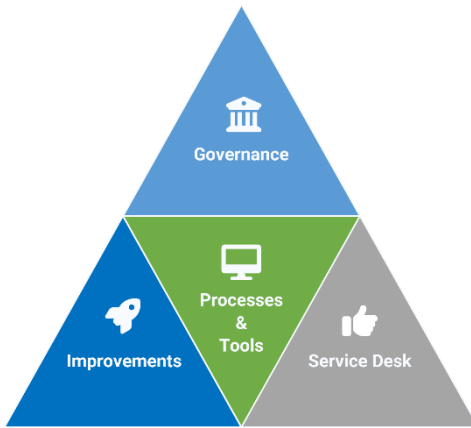 Governance
Processes
&
Tools
Improvements
Service Desk